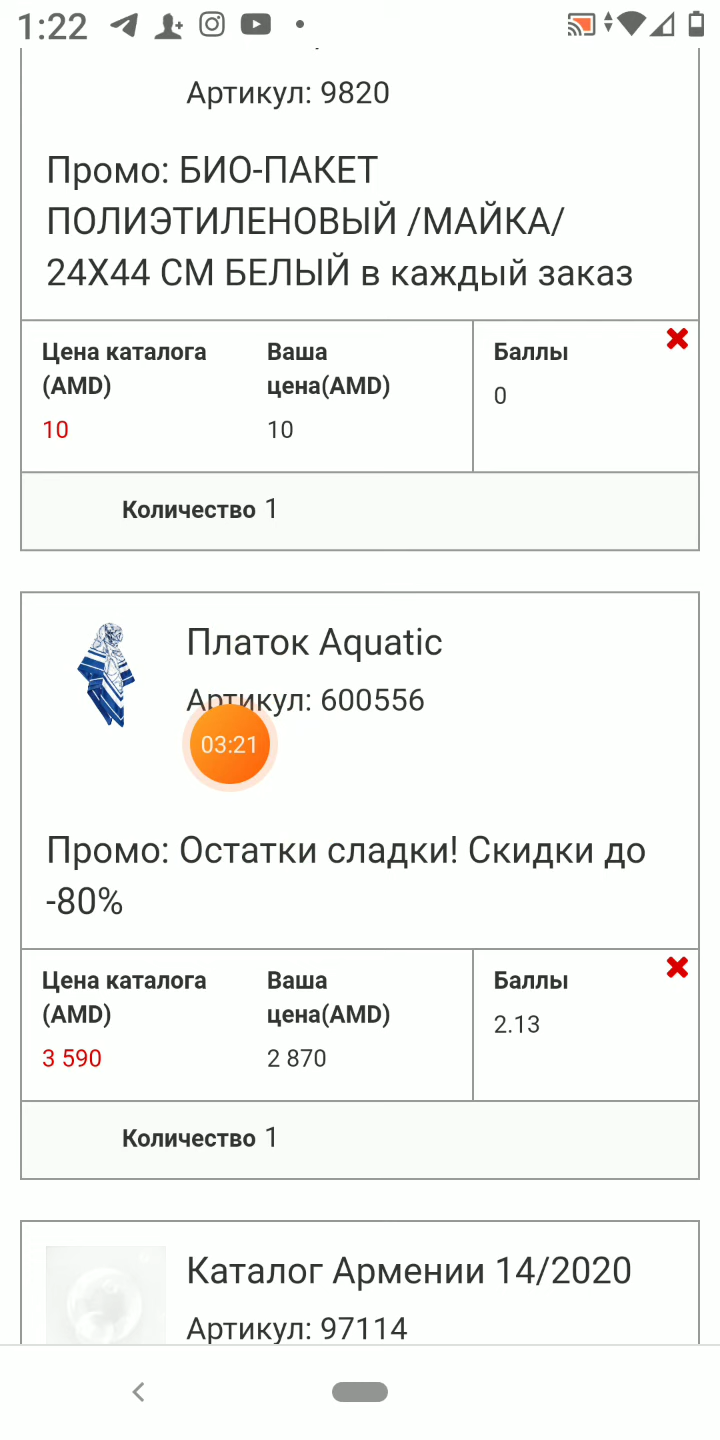 1:22
Артикул: 9820
Промо: БИО-ПАКЕТ
ПОЛИЭТИЛЕНОВЫЙ /МАЙКА/
24Х44 СМ БЕЛЫЙ в каждый заказ
Цена каталога
(AMD)
10
Ваша
цена(AMD)
10
Баллы
0
Количество 1
Платок Aquatic
Артикул: 600556
03:21
Промо: Остатки сладки! Скидки до
-80%
Цена каталога
(AMD)
3 590
Ваша
цена(AMD)
2 870
Баллы
2.13
Количество 1
Каталог Армении 14/2020
Артикул: 97114